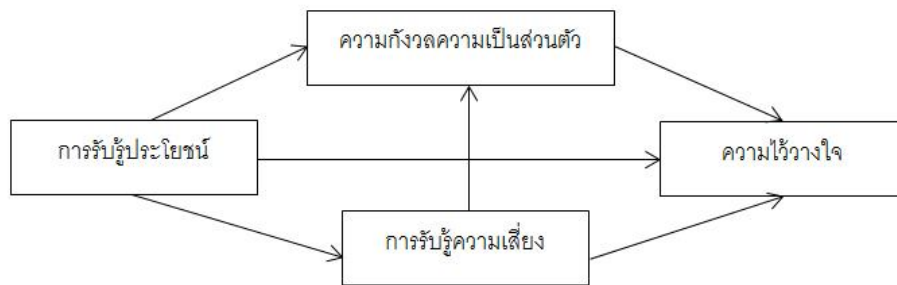 ความกังวลความเป็นส่วนตัว
การรับรู้ประโยชน์
ความไว้วางใจ
การรับรู้ความเสี่ยง